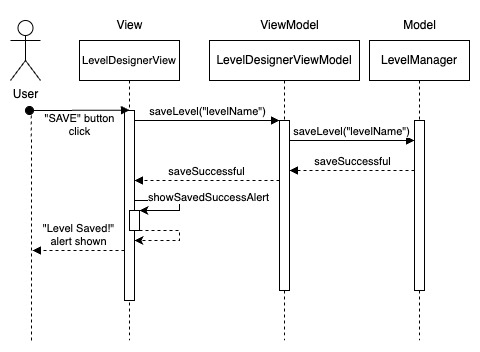 View
ViewModel
Model
LevelDesignerView
LevelDesignerViewModel
LevelManager
User
"SAVE" button
click
saveLevel("levelName")
saveLevel("levelName")
saveSuccessful
saveSuccessful
showSavedSuccessAlert
"Level Saved!"
alert shown